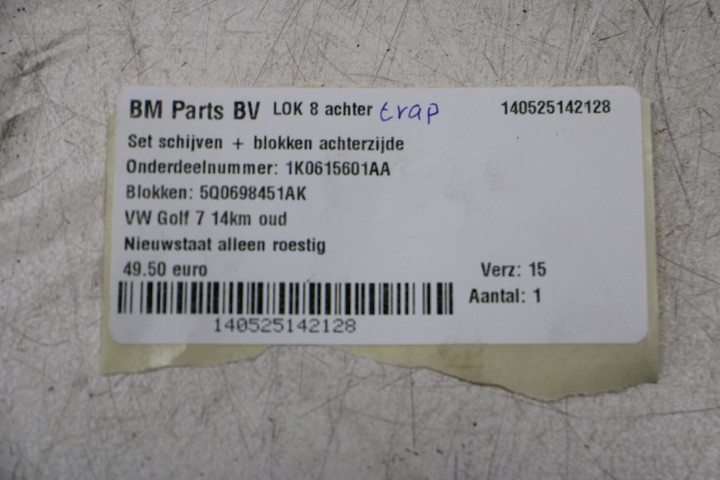 BM Parts BV LOK 8 achter trap 140525142128
Set schijven + blokken achterzijde
Onderdeelnummer: 1K0615601AA
Blokken: 5Q0698451AK
VW Golf 7 14km oud
Nieuwstaat alleen roestig
49.50 euro Verz: 15
Aantal: 1
140525142128